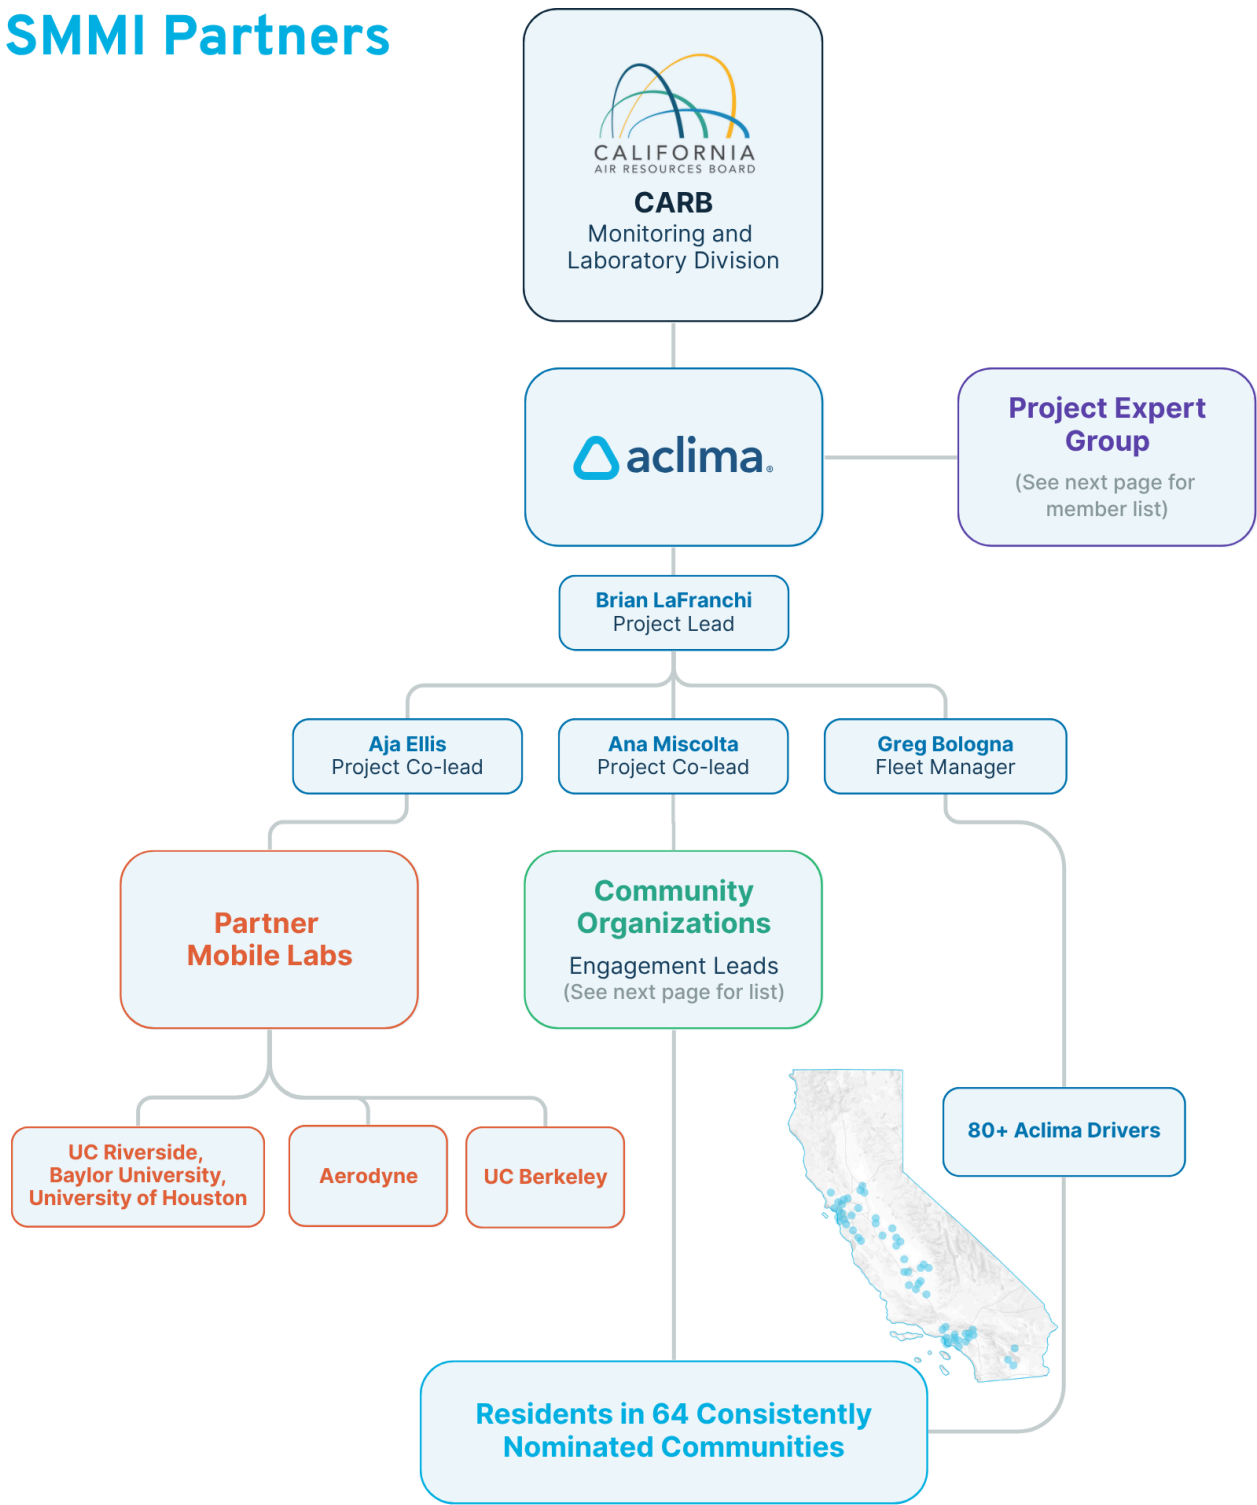 SMMI Partners
CALIFORNIA
AIR RESOURCES BOARD
CARB
Monitoring and
Laboratory Division
aclima®
Project Expert
Group
(See next page for
member list)
Brian LaFranchi
Project Lead
Aja Ellis
Project Co-lead
Ana Miscolta
Project Co-lead
Greg Bologna
Fleet Manager
Partner
Mobile Labs
Community
Organizations
Engagement Leads
(See next page for list)
UC Riverside,
Baylor University,
University of Houston
Aerodyne
UC Berkeley
80+ Aclima Drivers
Residents in 64 Consistently
Nominated Communities